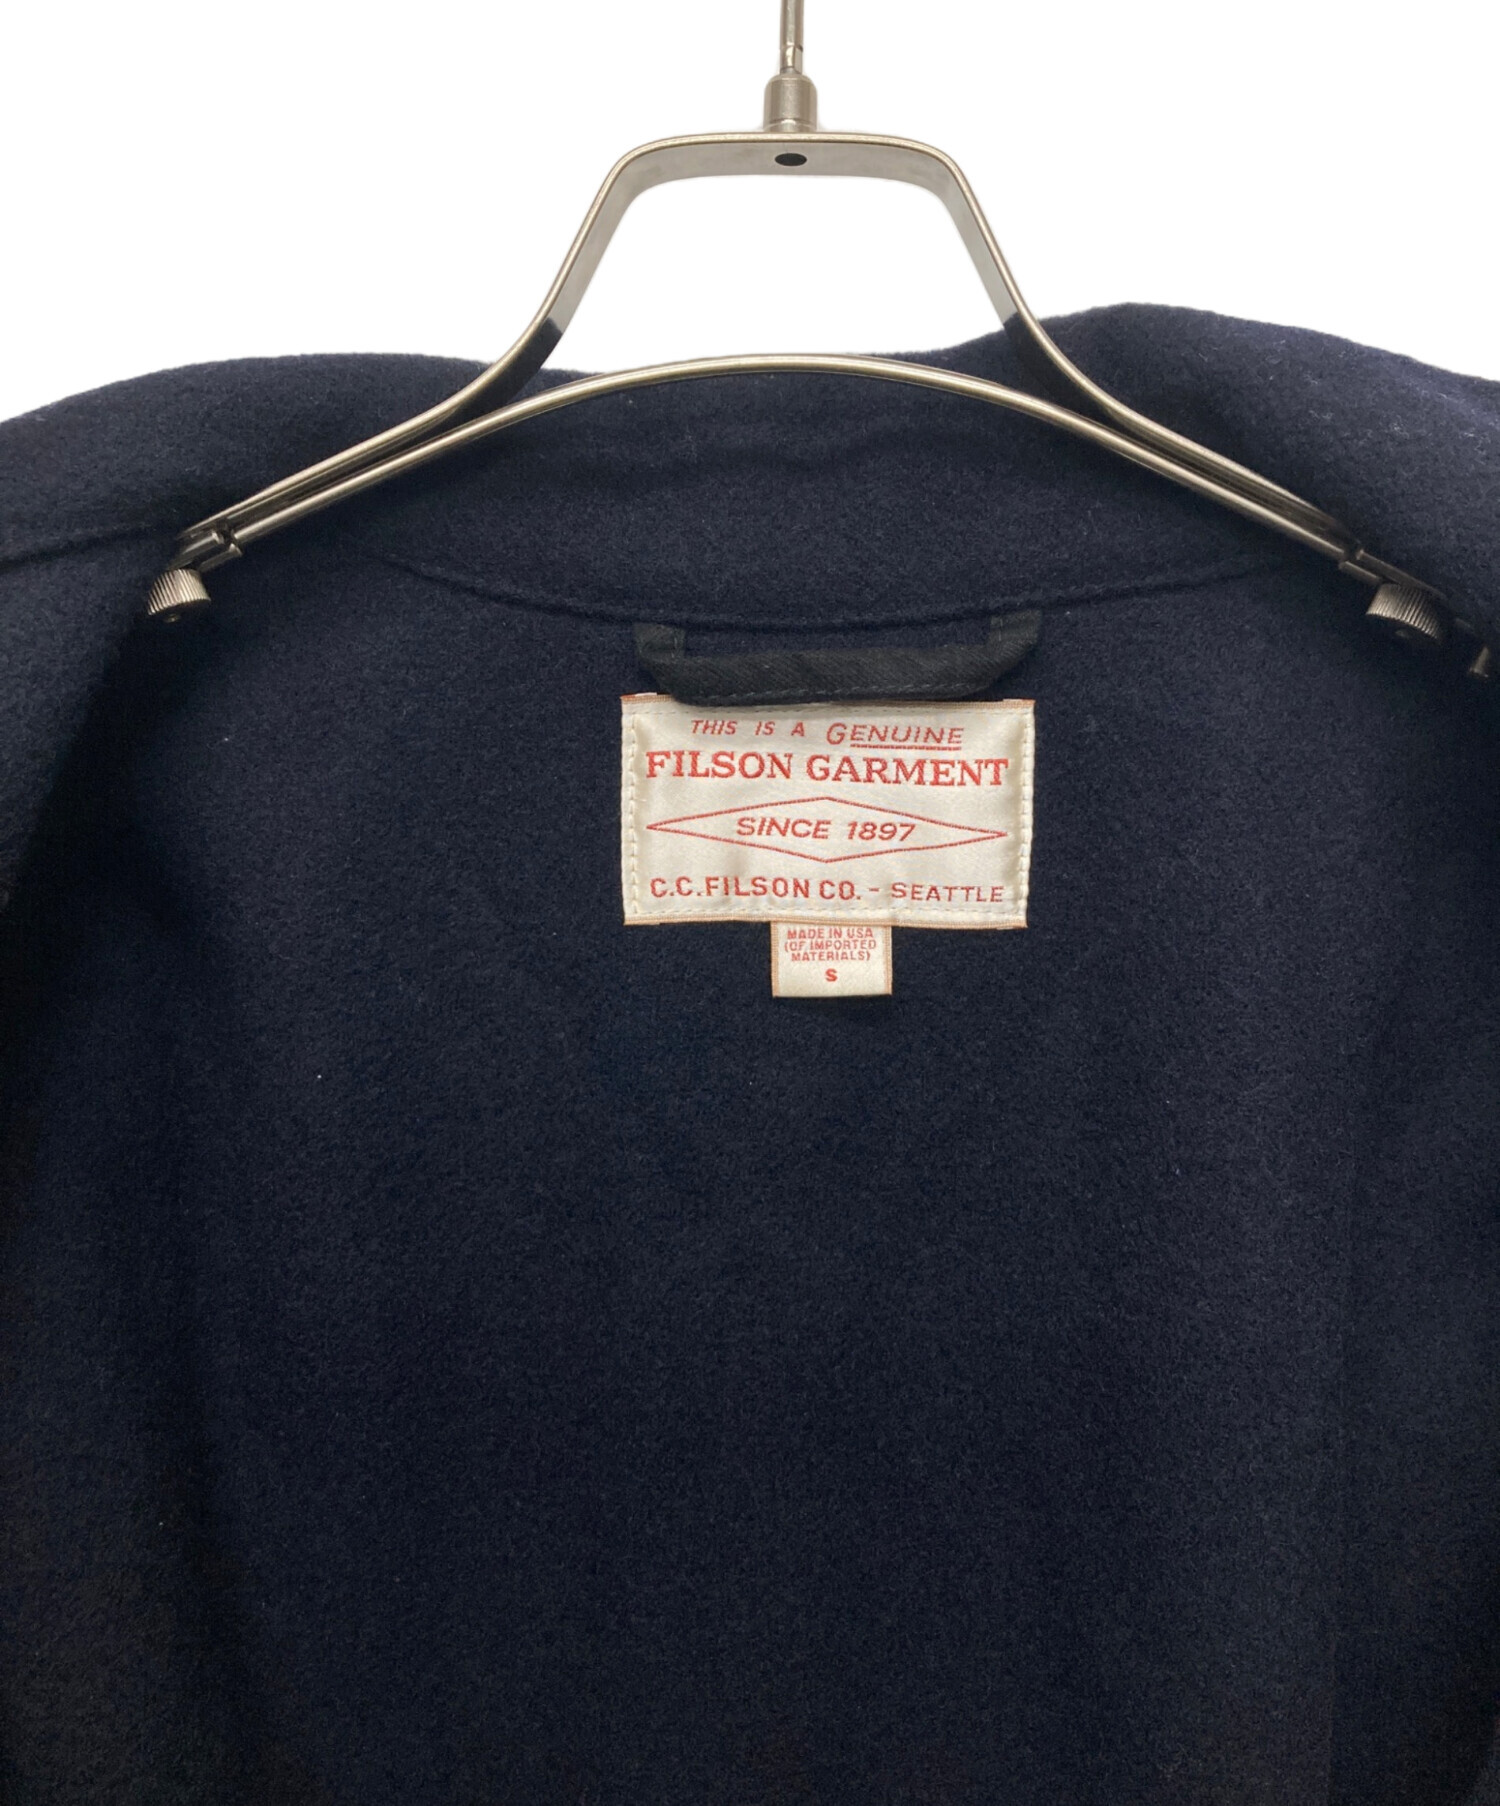 THIS IS A GENUINE
FILSON GARMENT
SINCE 1897
C.C.FILSON CO. - SEATTLE
MADE IN USA
(OF IMPORTED
MATERIALS)
S